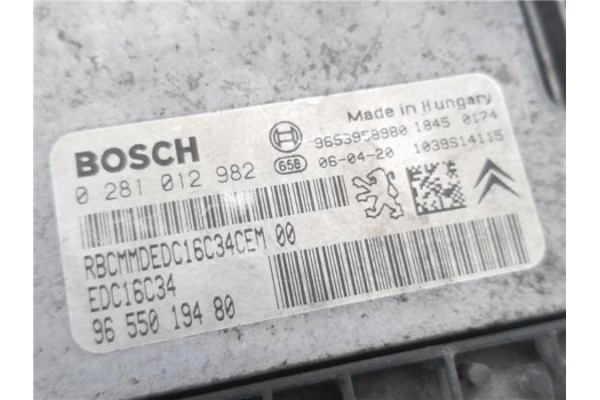 Made in Hungary
BOSCH
9653958980 1845 0174
0 281 012 982
65B 06-04-20 1039S14115
RBCMMDEDC16C34CEM 00
EDC16C34
96 550 194 80